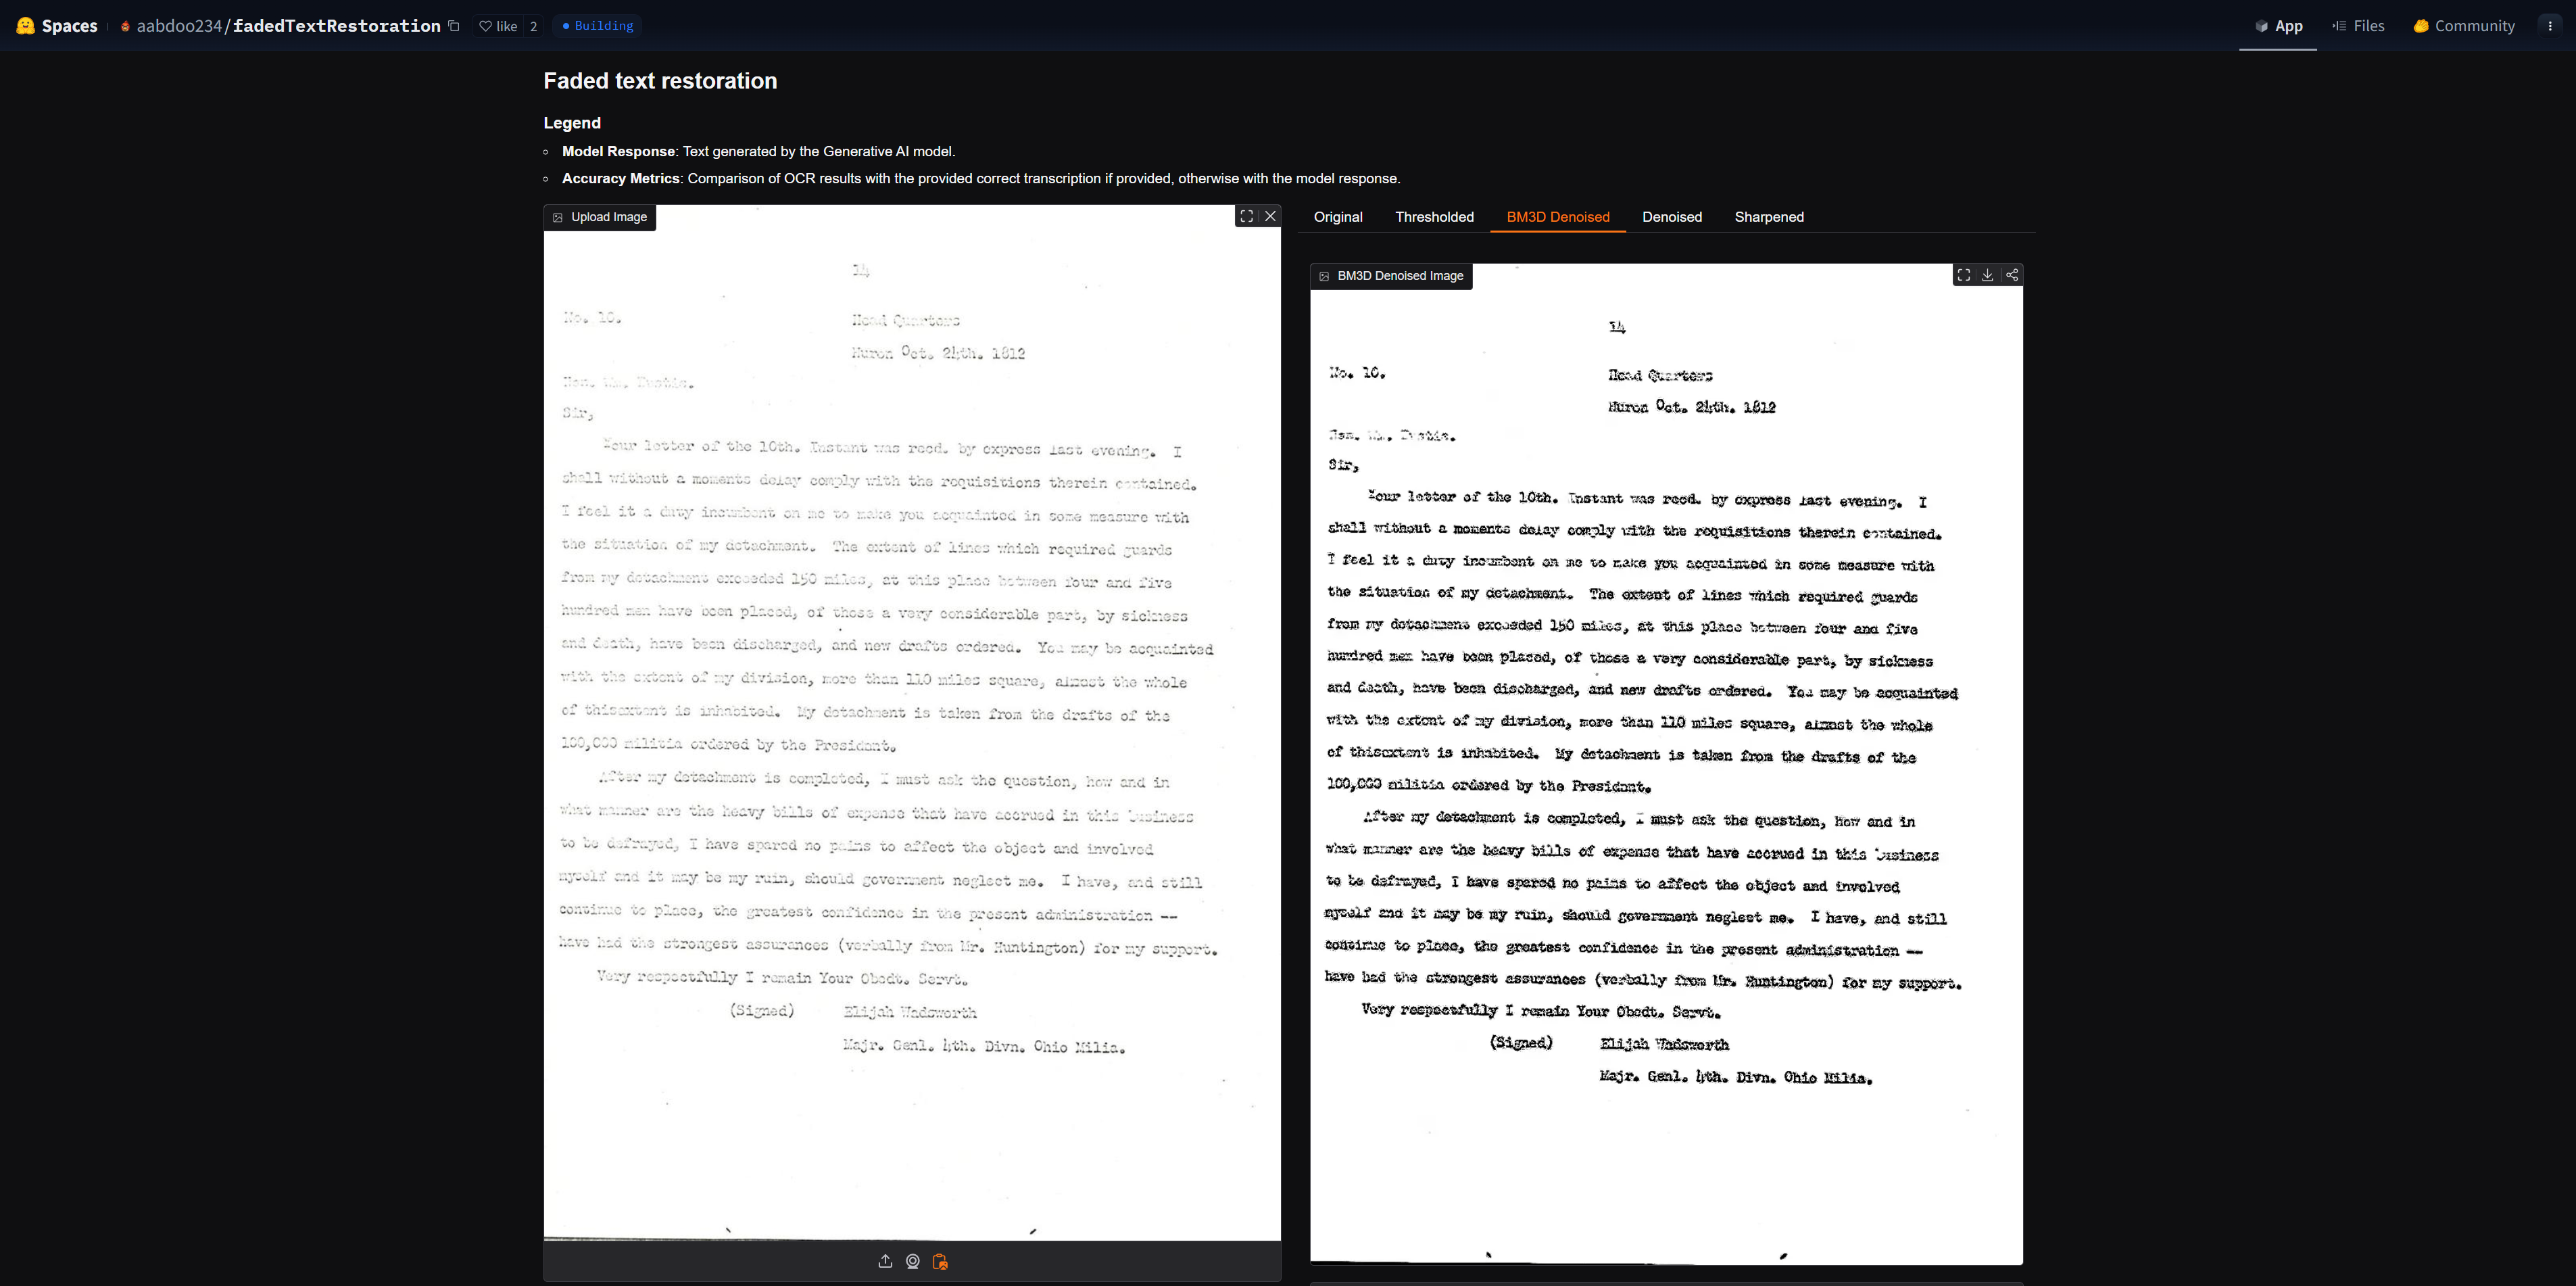 Spaces aabdoo234/fadedTextRestoration like 2 Building App Files Community
Faded text restoration
Legend
Model Response: Text generated by the Generative AI model.
Accuracy Metrics: Comparison of OCR results with the provided correct transcription if provided, otherwise with the model response.
Upload Image
14
No. 10. Head Quarters
Huron Oct. 24th. 1812
Hon. Wm. Eustis.
Sir,
Your letter of the 10th. Instant was recd. by express last evening. I
shall without a moments delay comply with the requisitions therein contained.
I feel it a duty incumbent on me to make you acquainted in some measure with
the situation of my detachment. The extent of lines which required guards
from my detachment exceeded 150 miles, at this place between four and five
hundred men have been placed, of those a very considerable part, by sickness
and death, have been discharged, and new drafts ordered. You may be acquainted
with the extent of my division, more than 110 miles square, almost the whole
of thisextent is inhabited. My detachment is taken from the drafts of the
100,000 militia ordered by the President.
After my detachment is completed, I must ask the question, how and in
what manner are the heavy bills of expense that have accrued in this business
to be defrayed, I have spared no pains to affect the object and involved
myself and it may be my ruin, should government neglect me. I have, and still
continue to place, the greatest confidence in the present administration --
have had the strongest assurances (verbally from Mr. Huntington) for my support.
Very respectfully I remain Your Obedt. Servt.
(Signed) Elijah Wadsworth
Majr. Genl. 4th. Divn. Ohio Milia.
Original Thresholded BM3D Denoised Denoised Sharpened
BM3D Denoised Image
14
No. 10. Head Quarters
Huron Oct. 24th. 1812
Hon. Wm. Eustis.
Sir,
Your letter of the 10th. Instant was recd. by express last evening. I
shall without a moments delay comply with the requisitions therein contained.
I feel it a duty incumbent on me to make you acquainted in some measure with
the situation of my detachment. The extent of lines which required guards
from my detachment exceeded 150 miles, at this place between four and five
hundred men have been placed, of those a very considerable part, by sickness
and death, have been discharged, and new drafts ordered. You may be acquainted
with the extent of my division, more than 110 miles square, almost the whole
of thisextent is inhabited. My detachment is taken from the drafts of the
100,000 militia ordered by the President.
After my detachment is completed, I must ask the question, how and in
what manner are the heavy bills of expense that have accrued in this business
to be defrayed, I have spared no pains to affect the object and involved
myself and it may be my ruin, should government neglect me. I have, and still
continue to place, the greatest confidence in the present administration --
have had the strongest assurances (verbally from Mr. Huntington) for my support.
Very respectfully I remain Your Obedt. Servt.
(Signed) Elijah Wadsworth
Majr. Genl. 4th. Divn. Ohio Milia.